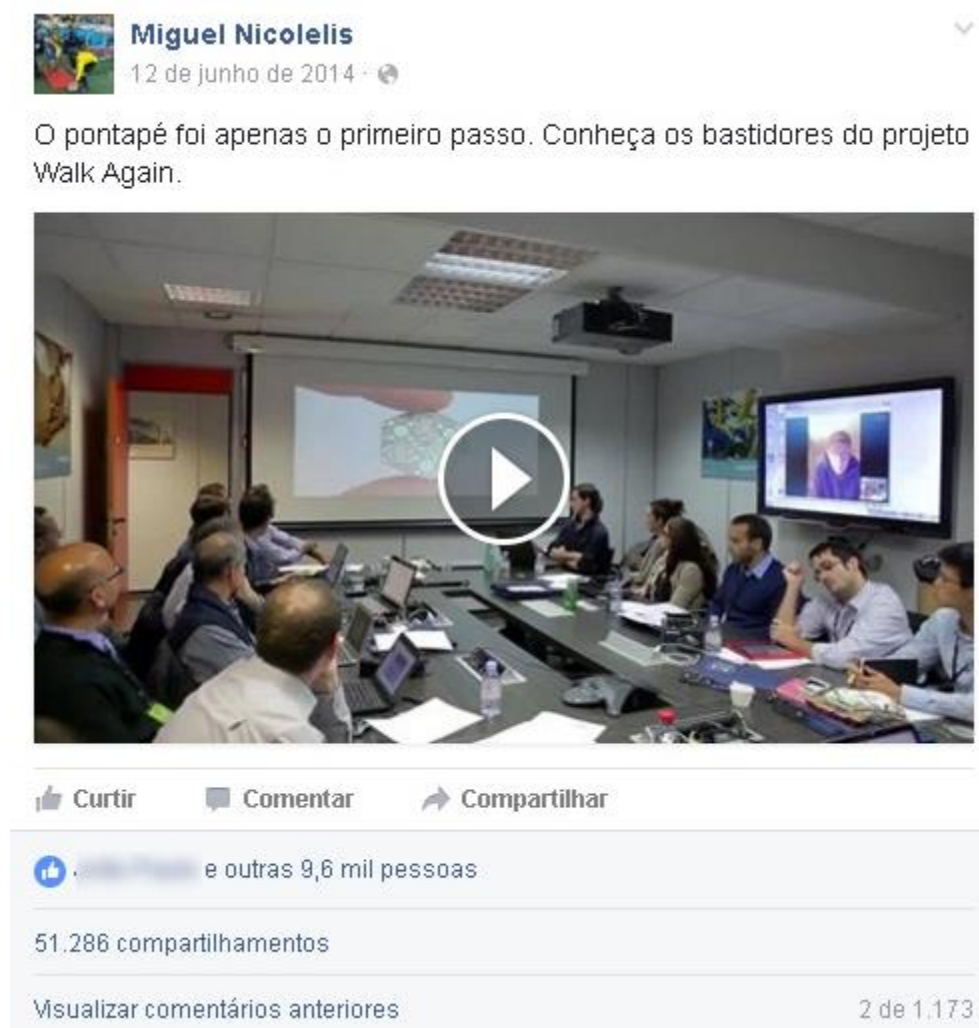 Miguel Nicolelis
12 de junho de 2014 ·
O pontapé foi apenas o primeiro passo. Conheça os bastidores do projeto
Walk Again.
Curtir Comentar Compartilhar
e outras 9,6 mil pessoas
51.286 compartilhamentos
Visualizar comentários anteriores 2 de 1.173